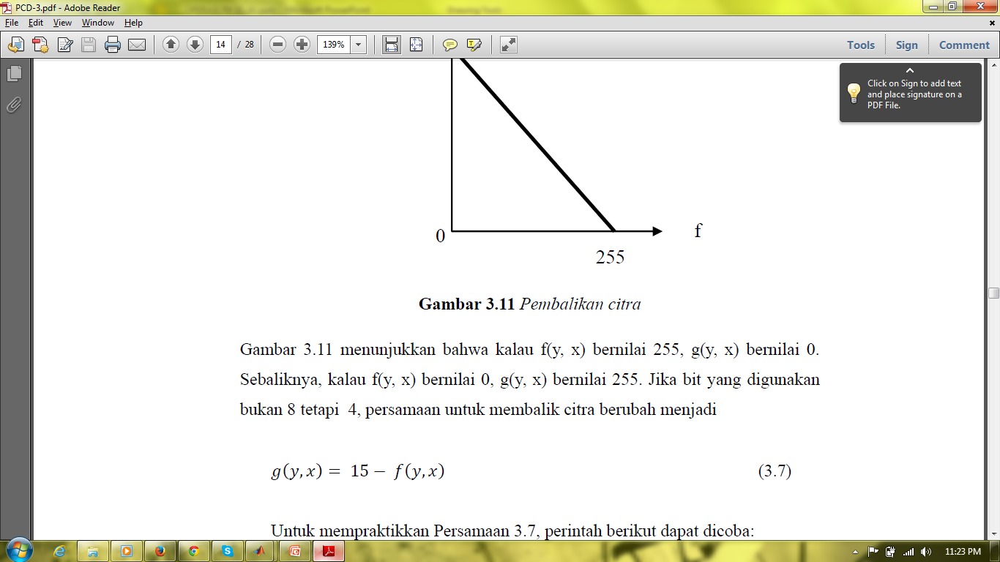 PCD-3.pdf - Adobe Reader
File Edit View Window Help
14 / 28 139% Tools Sign Comment
Click on Sign to add text
and place signature on a
PDF File.
0 f
255
Gambar 3.11 Pembalikan citra
Gambar 3.11 menunjukkan bahwa kalau f(y, x) bernilai 255, g(y, x) bernilai 0.
Sebaliknya, kalau f(y, x) bernilai 0, g(y, x) bernilai 255. Jika bit yang digunakan
bukan 8 tetapi 4, persamaan untuk membalik citra berubah menjadi
g(y,x) = 15 − f(y,x) (3.7)
Untuk mempraktikkan Persamaan 3.7, perintah berikut dapat dicoba:
11:23 PM